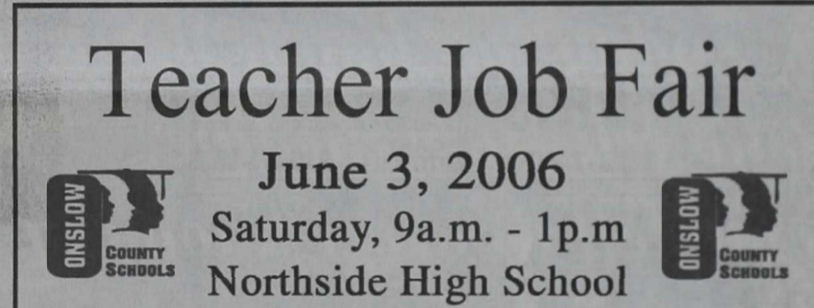 Teacher Job Fair
June 3, 2006
Saturday, 9a.m. - 1p.m
Northside High School
ONSLOW
COUNTY
SCHOOLS
ONSLOW
COUNTY
SCHOOLS